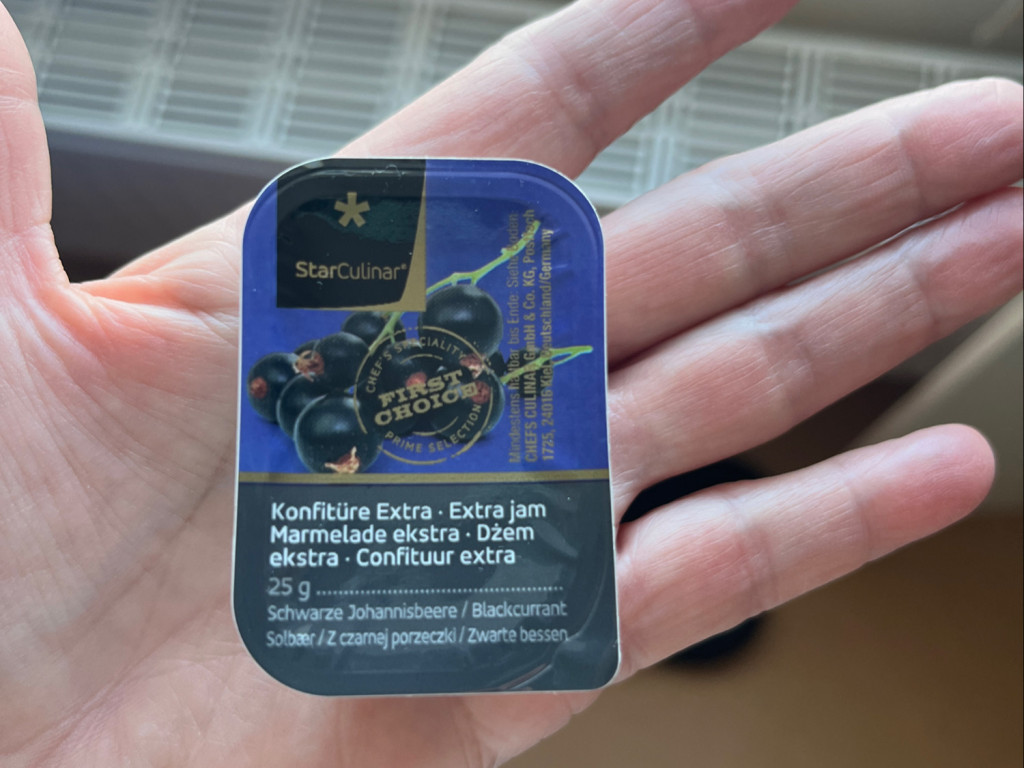 StarCulinar®
CHEF'S SPECIALITY
FIRST
CHOICE
PRIME SELECTION
Mindestens haltbar bis Ende: Siehe
CHEFS CULINAR GmbH & Co. KG, Postfach
1725, 24016 Kiel Deutschland/Germany
Konfitüre Extra · Extra jam
Marmelade ekstra · Dżem
ekstra · Confituur extra
25 g
Schwarze Johannisbeere / Blackcurrant
Solbær / Z czarnej porzeczki / Zwarte bessen